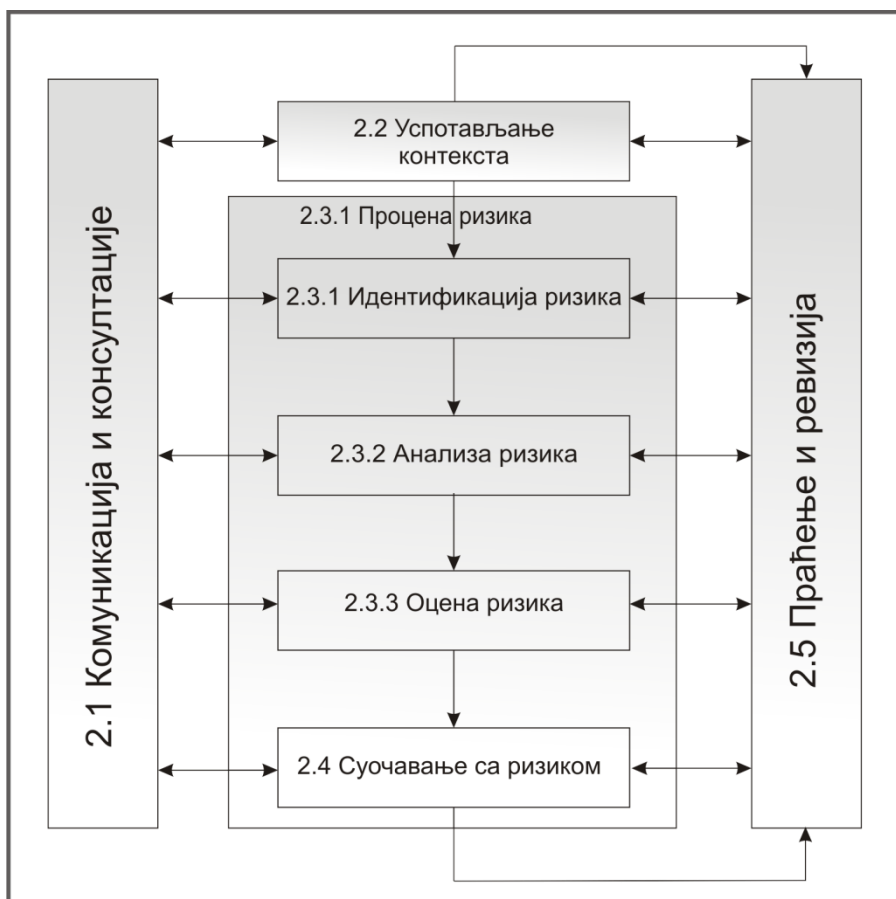 2.1 Комуникација и консултације
2.2 Успотављање
контекста
2.3.1 Процена ризика
2.3.1 Идентификација ризика
2.3.2 Анализа ризика
2.3.3 Оцена ризика
2.4 Суочавање са ризиком
2.5 Праћење и ревизија